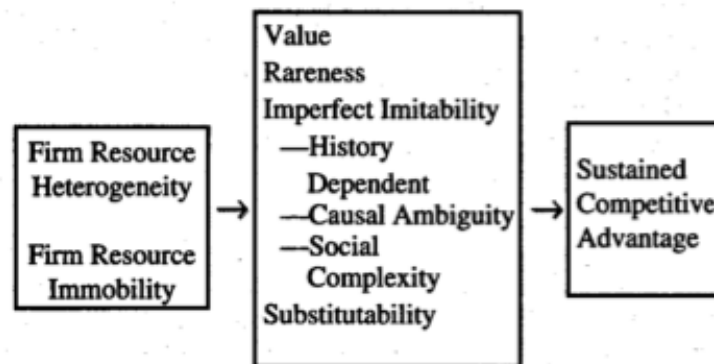 Firm Resource
Heterogeneity
Firm Resource
Immobility
Value
Rareness
Imperfect Imitability
—History
Dependent
—Causal Ambiguity
—Social
Complexity
Substitutability
Sustained
Competitive
Advantage